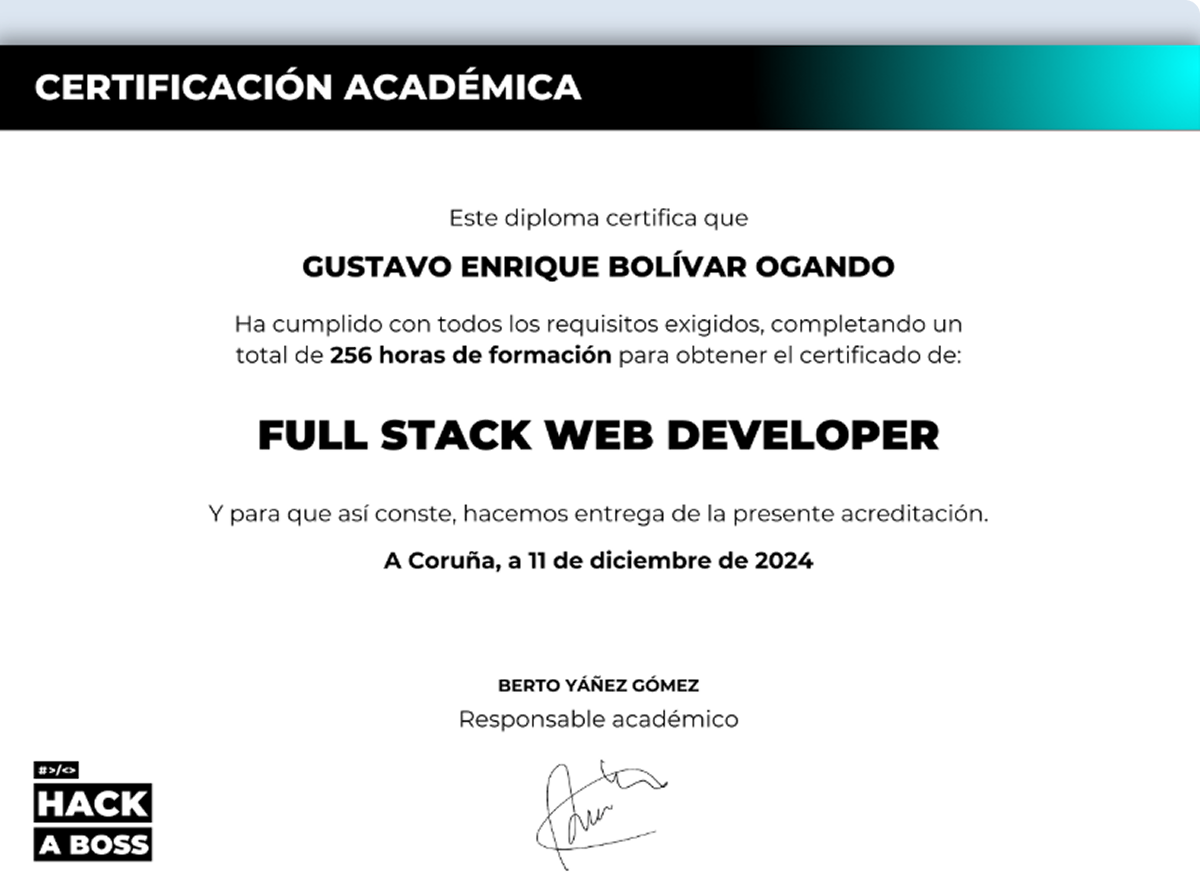 CERTIFICACIÓN ACADÉMICA
Este diploma certifica que
GUSTAVO ENRIQUE BOLÍVAR OGANDO
Ha cumplido con todos los requisitos exigidos, completando un
total de 256 horas de formación para obtener el certificado de:
FULL STACK WEB DEVELOPER
Y para que así conste, hacemos entrega de la presente acreditación.
A Coruña, a 11 de diciembre de 2024
BERTO YÁÑEZ GÓMEZ
Responsable académico
#>/<>
HACK
A BOSS